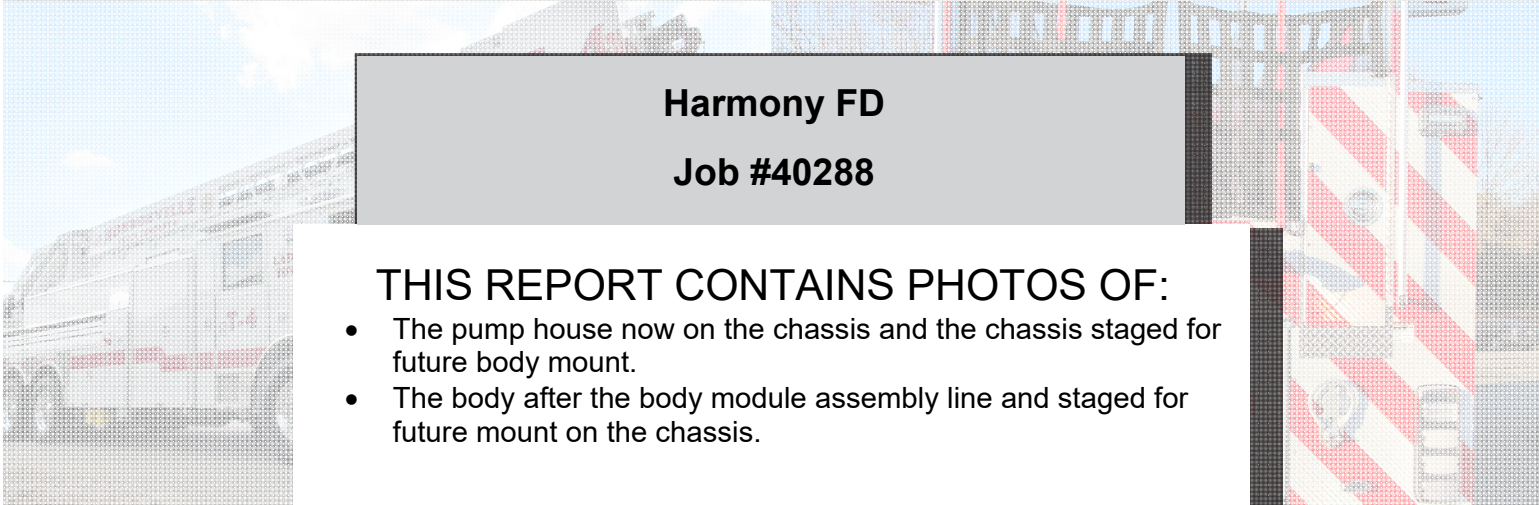 Harmony FD
Job #40288
THIS REPORT CONTAINS PHOTOS OF:
• The pump house now on the chassis and the chassis staged for
future body mount.
• The body after the body module assembly line and staged for
future mount on the chassis.
T-4